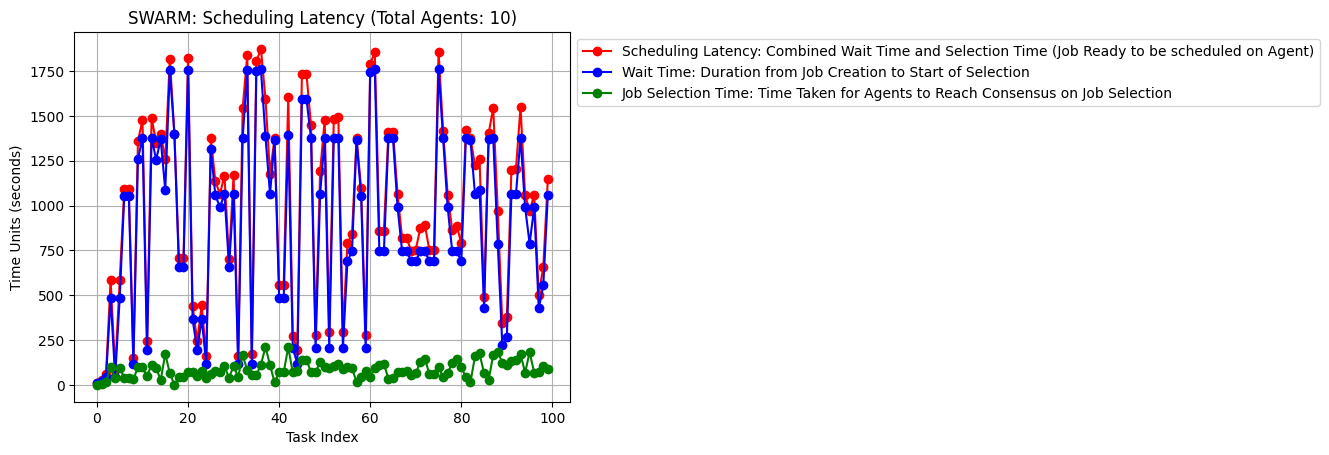 SWARM: Scheduling Latency (Total Agents: 10)
Scheduling Latency: Combined Wait Time and Selection Time (Job Ready to be scheduled on Agent)
Wait Time: Duration from Job Creation to Start of Selection
Job Selection Time: Time Taken for Agents to Reach Consensus on Job Selection
Time Units (seconds)
1750
1500
1250
1000
750
500
250
0
0 20 40 60 80 100
Task Index